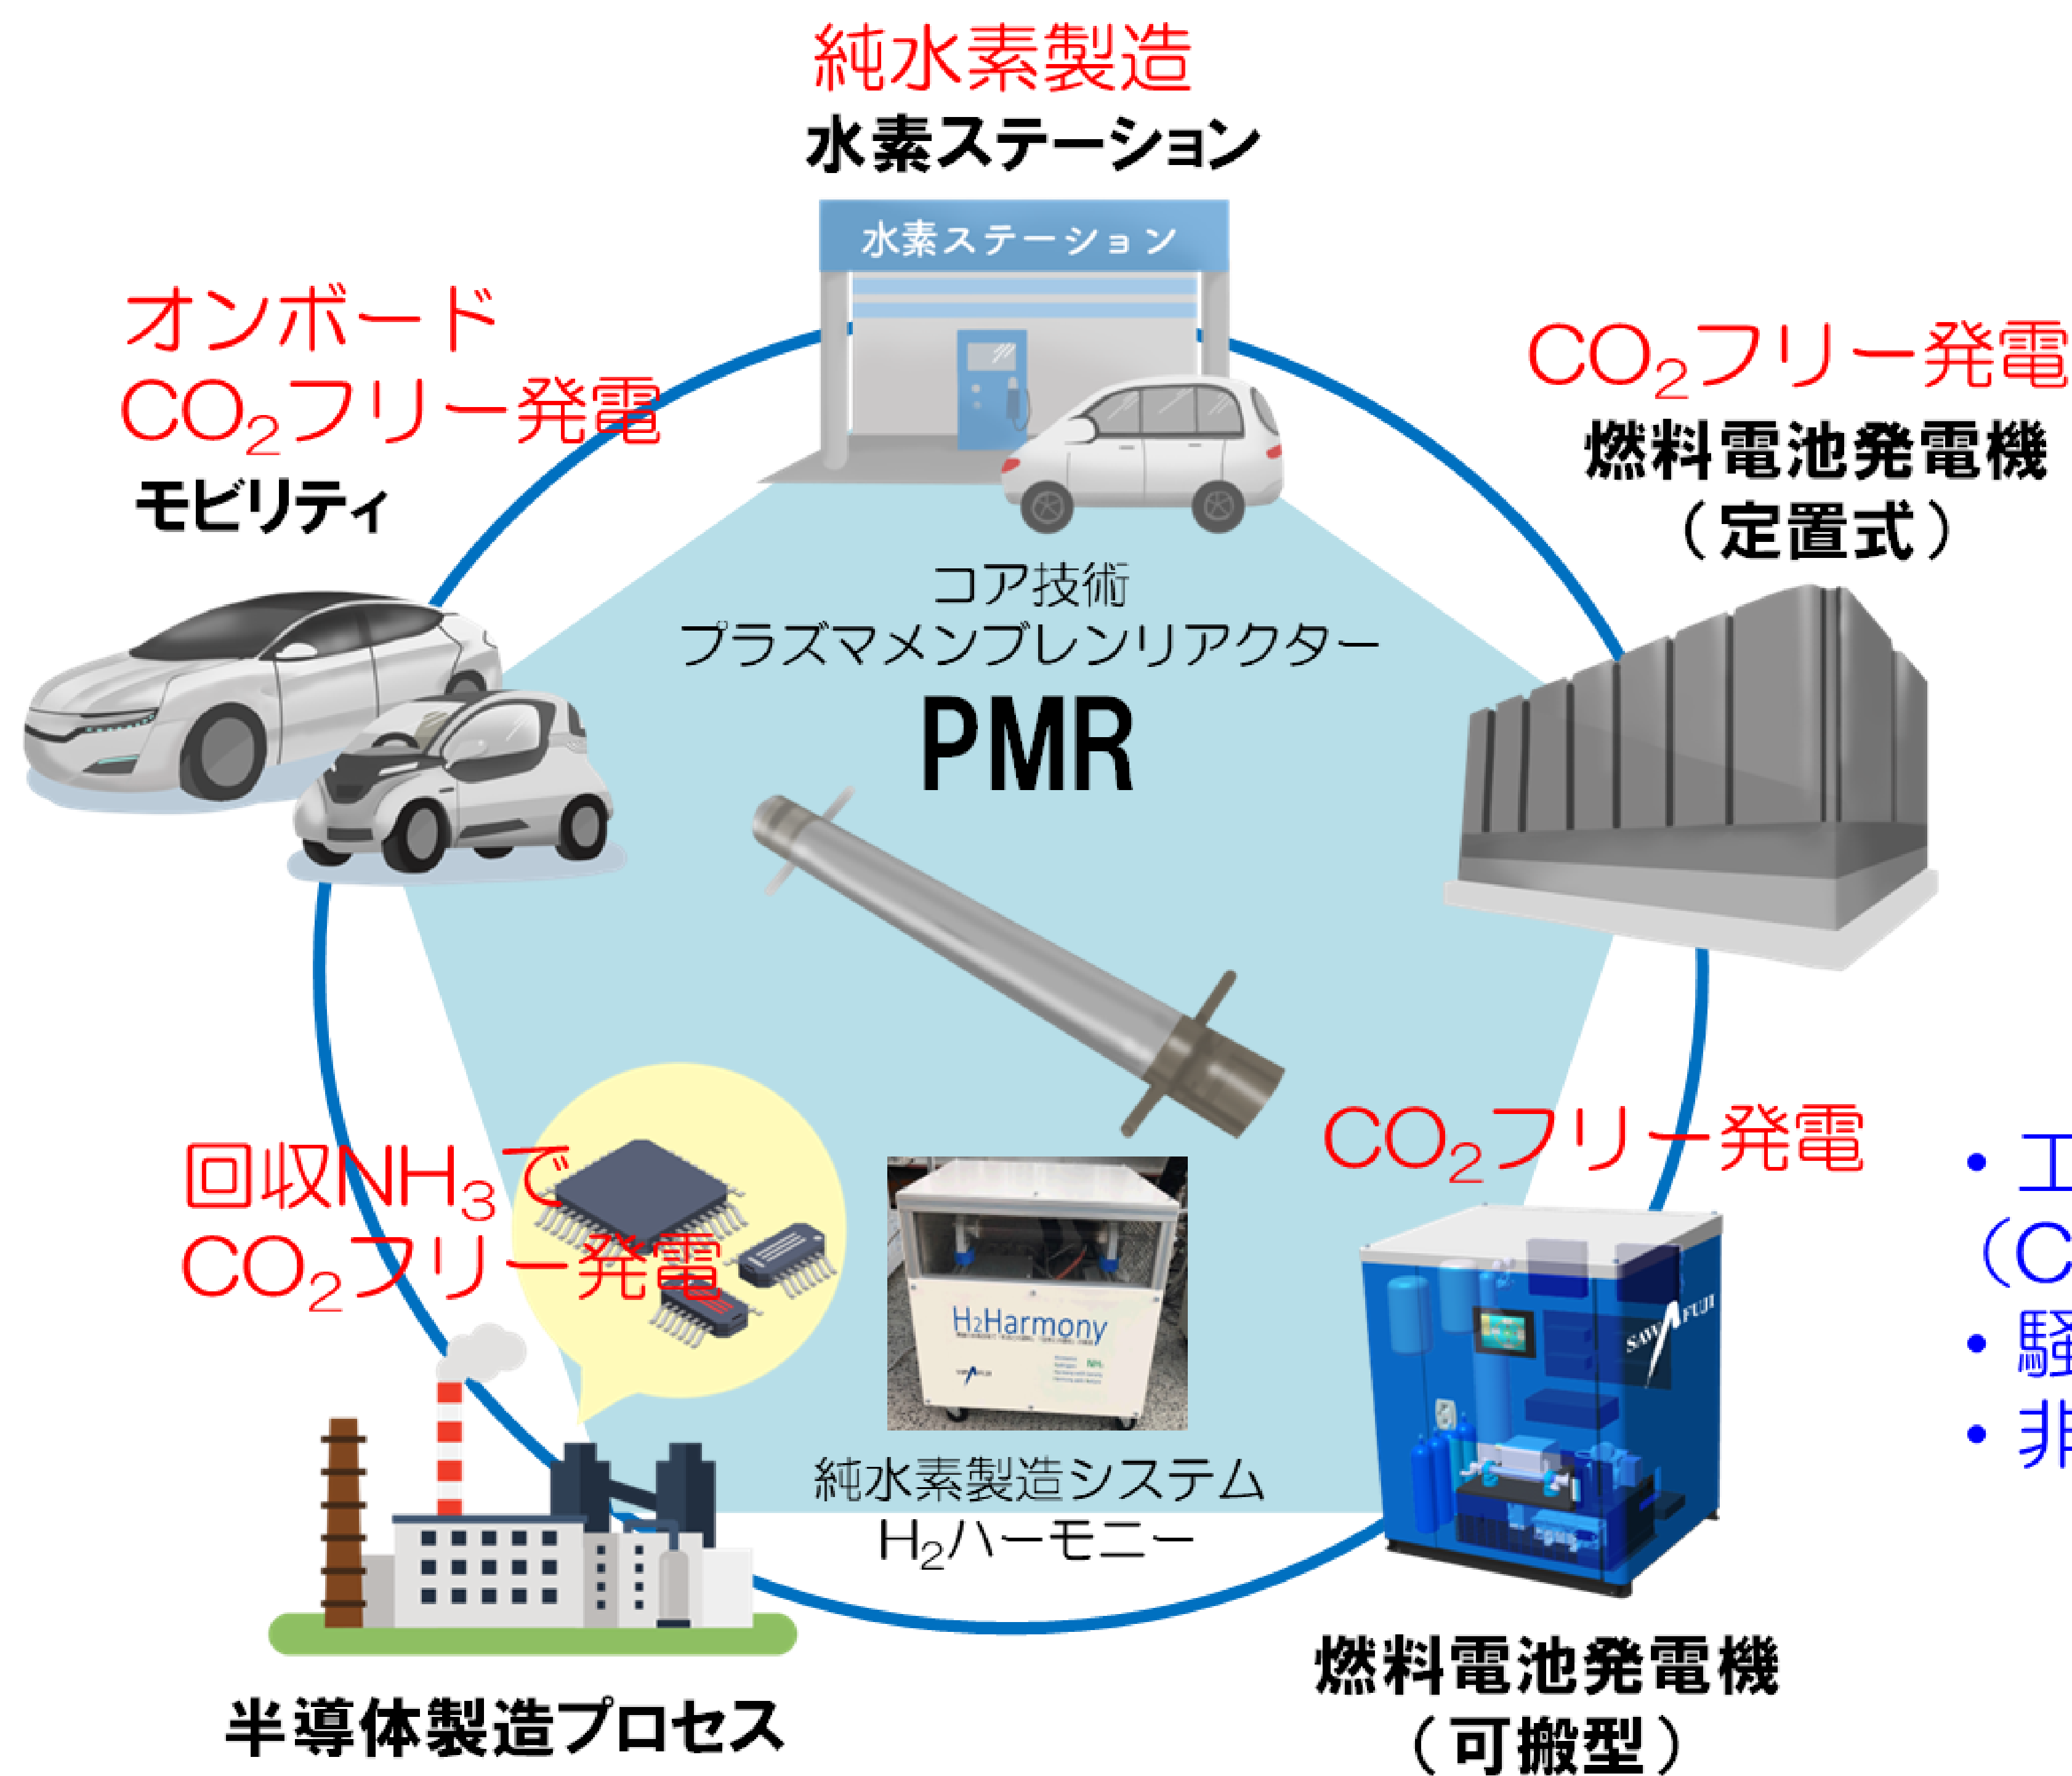 純水素製造
水素ステーション
水素ステーション
オンボード
CO₂フリー発電
モビリティ
CO₂フリー発電
燃料電池発電機
（定置式）
コア技術
プラズマメンブレンリアクター
PMR
回収NH₃で
CO₂フリー発電
半導体製造プロセス
H₂Harmony
SAWAFUJI
NH₃
純水素製造システム
H₂ハーモニー
CO₂フリー発電
SAWAFUJI
燃料電池発電機
（可搬型）
・工
（C
・騒
・非